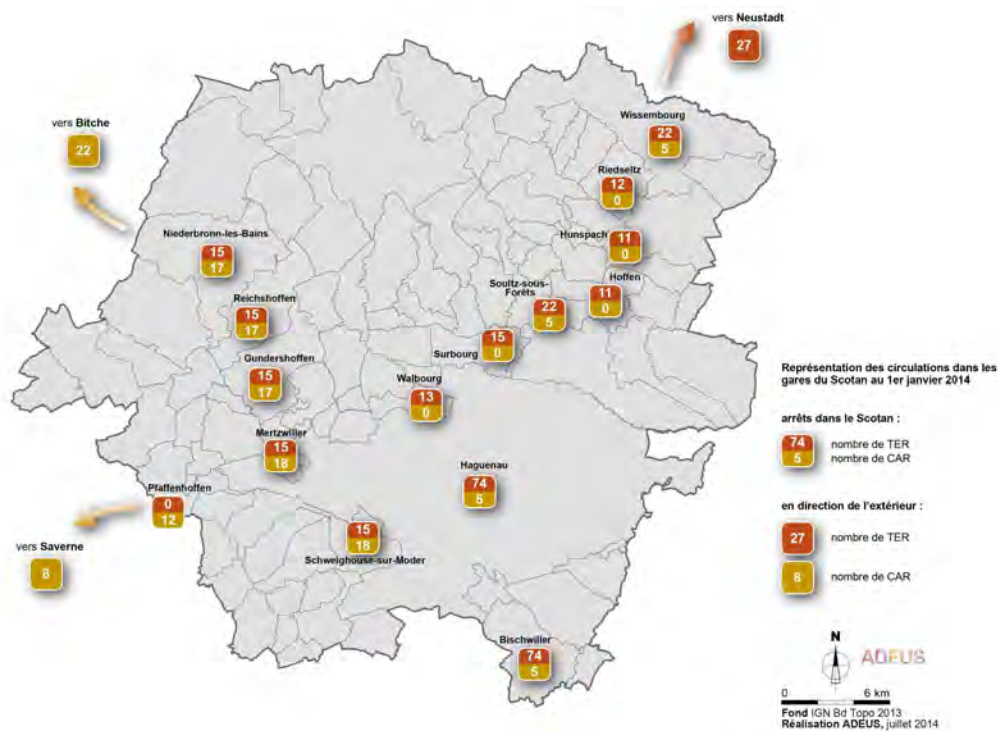 vers Neustadt
27
vers Bitche
22
Wissembourg
22
5
Riedseltz
12
0
Hunspach
11
0
Hoffen
11
0
Soultz-sous-
Forêts
22
5
Surbourg
15
0
Walbourg
13
0
Niederbronn-les-Bains
15
17
Reichshoffen
15
17
Gundershoffen
15
17
Mertzwiller
15
18
Pfaffenhoffen
0
12
vers Saverne
8
Haguenau
74
5
15
18
Schweighouse-sur-Moder
Bischwiller
74
5
Représentation des circulations dans les
gares du Scotan au 1er janvier 2014
arrêts dans le Scotan :
74 nombre de TER
5 nombre de CAR
en direction de l'extérieur :
27 nombre de TER
8 nombre de CAR
N
ADEUS
0 6 km
Fond IGN Bd Topo 2013
Réalisation ADEUS, juillet 2014